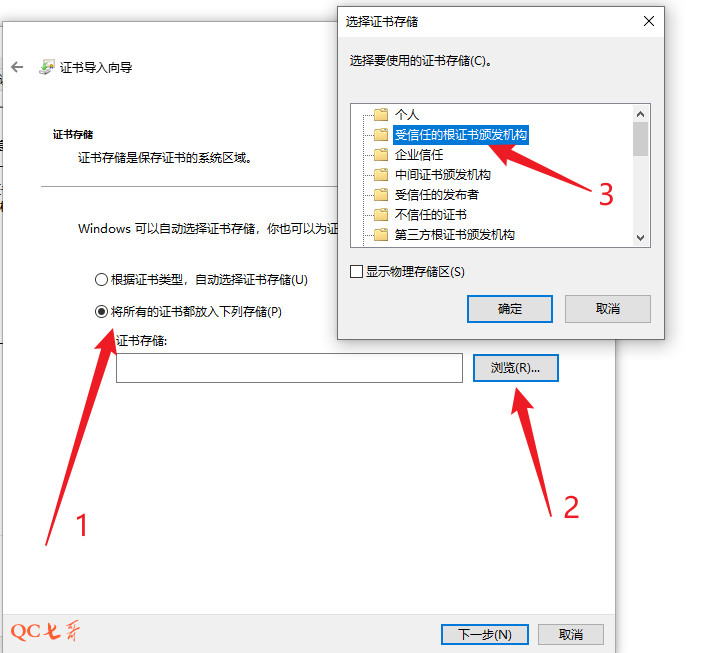 证书导入向导
证书存储
证书存储是保存证书的系统区域。
Windows 可以自动选择证书存储，你也可以为证
根据证书类型，自动选择证书存储(U)
将所有的证书都放入下列存储(P)
证书存储:
浏览(R)...
选择证书存储
选择要使用的证书存储(C)。
个人
受信任的根证书颁发机构
企业信任
中间证书颁发机构
受信任的发布者
不信任的证书
第三方根证书颁发机构
显示物理存储区(S)
确定
取消
1
2
3
QC七哥
下一步(N)
取消